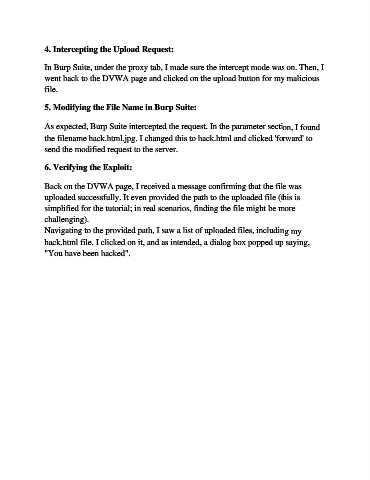 4. Intercepting the Upload Request:
In Burp Suite, under the proxy tab, I made sure the intercept mode was on. Then, I
went back to the DVWA page and clicked on the upload button for my malicious
file.
5. Modifying the File Name in Burp Suite:
As expected, Burp Suite intercepted the request. In the parameter section, I found
the filename hack.html.jpg. I changed this to hack.html and clicked 'forward' to
send the modified request to the server.
6. Verifying the Exploit:
Back on the DVWA page, I received a message confirming that the file was
uploaded successfully. It even provided the path to the uploaded file (this is
simplified for the tutorial; in real scenarios, finding the file might be more
challenging).
Navigating to the provided path, I saw a list of uploaded files, including my
hack.html file. I clicked on it, and as intended, a dialog box popped up saying,
"You have been hacked".